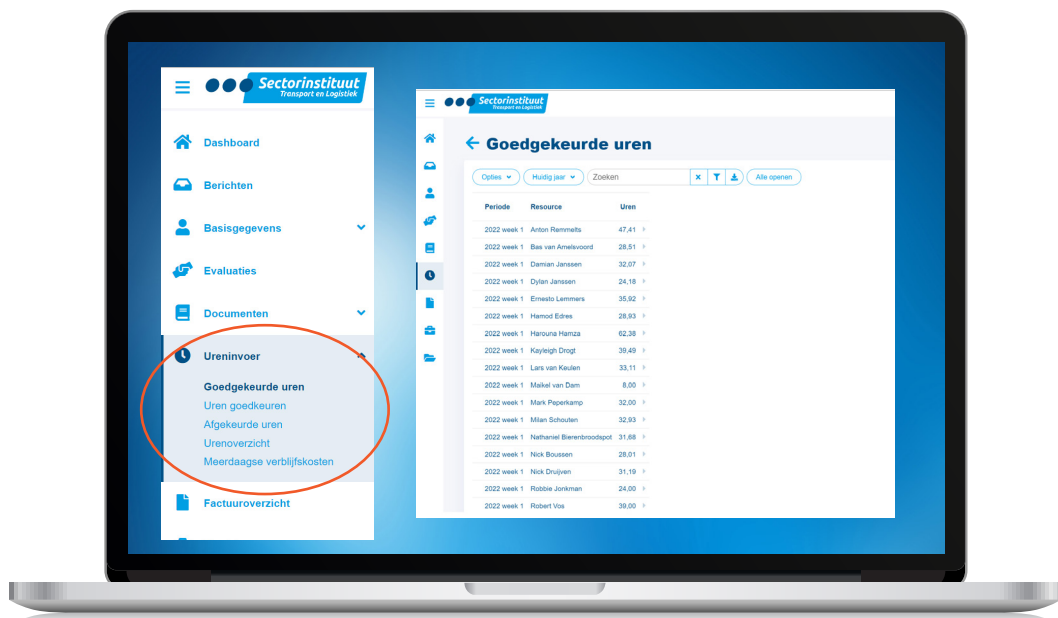 Sectorinstituut
Transport en Logistiek
Dashboard
Berichten
Basisgegevens
Evaluaties
Documenten
Ureninvoer
Goedgekeurde uren
Uren goedkeuren
Afgekeurde uren
Urenoverzicht
Meerdaagse verblijfskosten
Factuuroverzicht
Sectorinstituut
Transport en Logistiek
Goedgekeurde uren
Opties Huidig jaar Zoeken Alle openen
Periode Resource Uren
2022 week 1 Anton Remmelts 47,41
2022 week 1 Bas van Amelsvoord 28,51
2022 week 1 Damian Janssen 32,07
2022 week 1 Dylan Janssen 24,18
2022 week 1 Ernesto Lemmers 35,92
2022 week 1 Hamod Edres 28,93
2022 week 1 Harouna Hamza 62,38
2022 week 1 Kayleigh Drogt 39,49
2022 week 1 Lars van Keulen 33,11
2022 week 1 Maikel van Dam 8,00
2022 week 1 Mark Peperkamp 32,00
2022 week 1 Milan Schouten 32,93
2022 week 1 Nathaniel Bierenbroodspot 31,68
2022 week 1 Nick Boussen 28,01
2022 week 1 Nick Druijven 31,19
2022 week 1 Robbie Jonkman 24,00
2022 week 1 Robert Vos 39,00